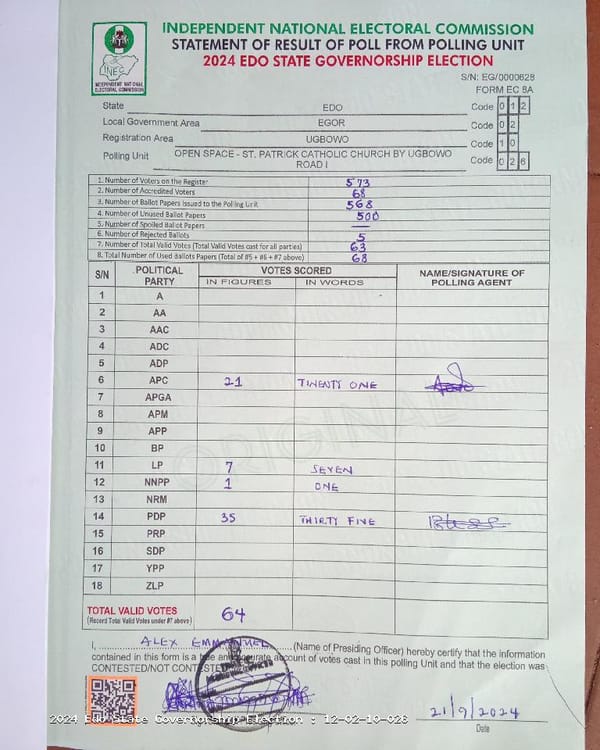 INDEPENDENT NATIONAL ELECTORAL COMMISSION
STATEMENT OF RESULT OF POLL FROM POLLING UNIT
2024 EDO STATE GOVERNORSHIP ELECTION
INEC
INDEPENDENT NATIONAL
ELECTORAL COMMISSION
S/N: EG/0000628
FORM EC 8A
State EDO Code 0 1 2
Local Government Area EGOR Code 0 2
Registration Area UGBOWO Code 1 0
Polling Unit OPEN SPACE - ST. PATRICK CATHOLIC CHURCH BY UGBOWO ROAD I Code 0 2 8
1. Number of Voters on the Register 573
2. Number of Accredited Voters 68
3. Number of Ballot Papers Issued to the Polling Unit 568
4. Number of Unused Ballot Papers 500
5. Number of Spoiled Ballot Papers —
6. Number of Rejected Ballots 5
7. Number of Total Valid Votes (Total Valid Votes cast for all parties) 63
8. Total Number of Used Ballots Papers (Total of #5 + #6 + #7 above) 68
S/N POLITICAL PARTY VOTES SCORED NAME/SIGNATURE OF POLLING AGENT
IN FIGURES IN WORDS
1 A
2 AA
3 AAC
4 ADC
5 ADP
6 APC 21 TWENTY ONE
7 APGA
8 APM
9 APP
10 BP
11 LP 7 SEVEN
12 NNPP 1 ONE
13 NRM
14 PDP 35 THIRTY FIVE
15 PRP
16 SDP
17 YPP
18 ZLP
ORIGINAL
TOTAL VALID VOTES 64
(Record Total Valid Votes under #7 above)
I, ALEX EMMANUEL (Name of Presiding Officer) hereby certify that the information
contained in this form is a true and accurate account of votes cast in this polling Unit and that the election was
CONTESTED/NOT CONTESTED
21/9/2024
Date
2024 Edo State Governorship Election : 12-02-10-028